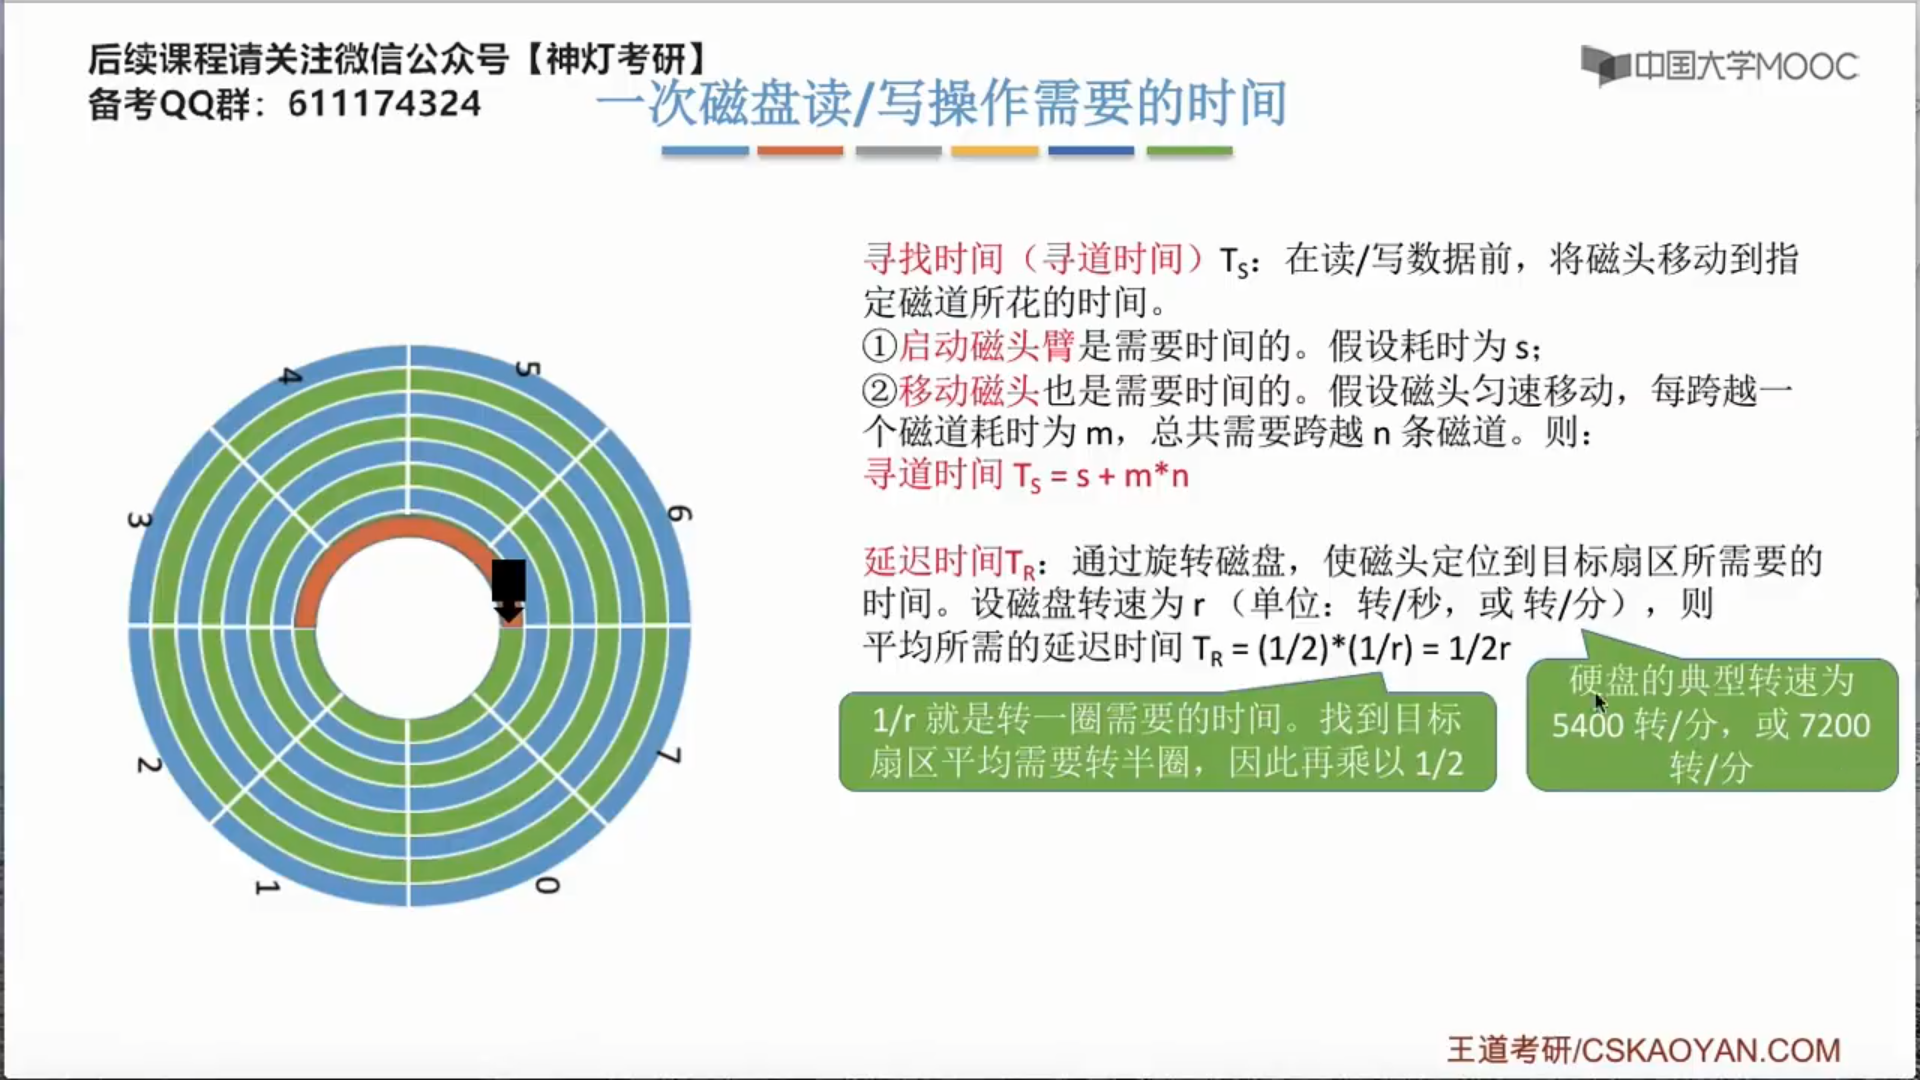 后续课程请关注微信公众号【神灯考研】
备考QQ群：611174324
中国大学MOOC
一次磁盘读/写操作需要的时间
寻找时间（寻道时间）TS：在读/写数据前，将磁头移动到指
定磁道所花的时间。
①启动磁头臂是需要时间的。假设耗时为 s；
②移动磁头也是需要时间的。假设磁头匀速移动，每跨越一
个磁道耗时为 m，总共需要跨越 n 条磁道。则：
寻道时间 TS = s + m*n
延迟时间TR：通过旋转磁盘，使磁头定位到目标扇区所需要的
时间。设磁盘转速为 r （单位：转/秒，或 转/分），则
平均所需的延迟时间 TR = (1/2)*(1/r) = 1/2r
1/r 就是转一圈需要的时间。找到目标
扇区平均需要转半圈，因此再乘以 1/2
硬盘的典型转速为
5400 转/分，或 7200
转/分
4
5
3
6
2
7
1
0
王道考研/CSKAOYAN.COM